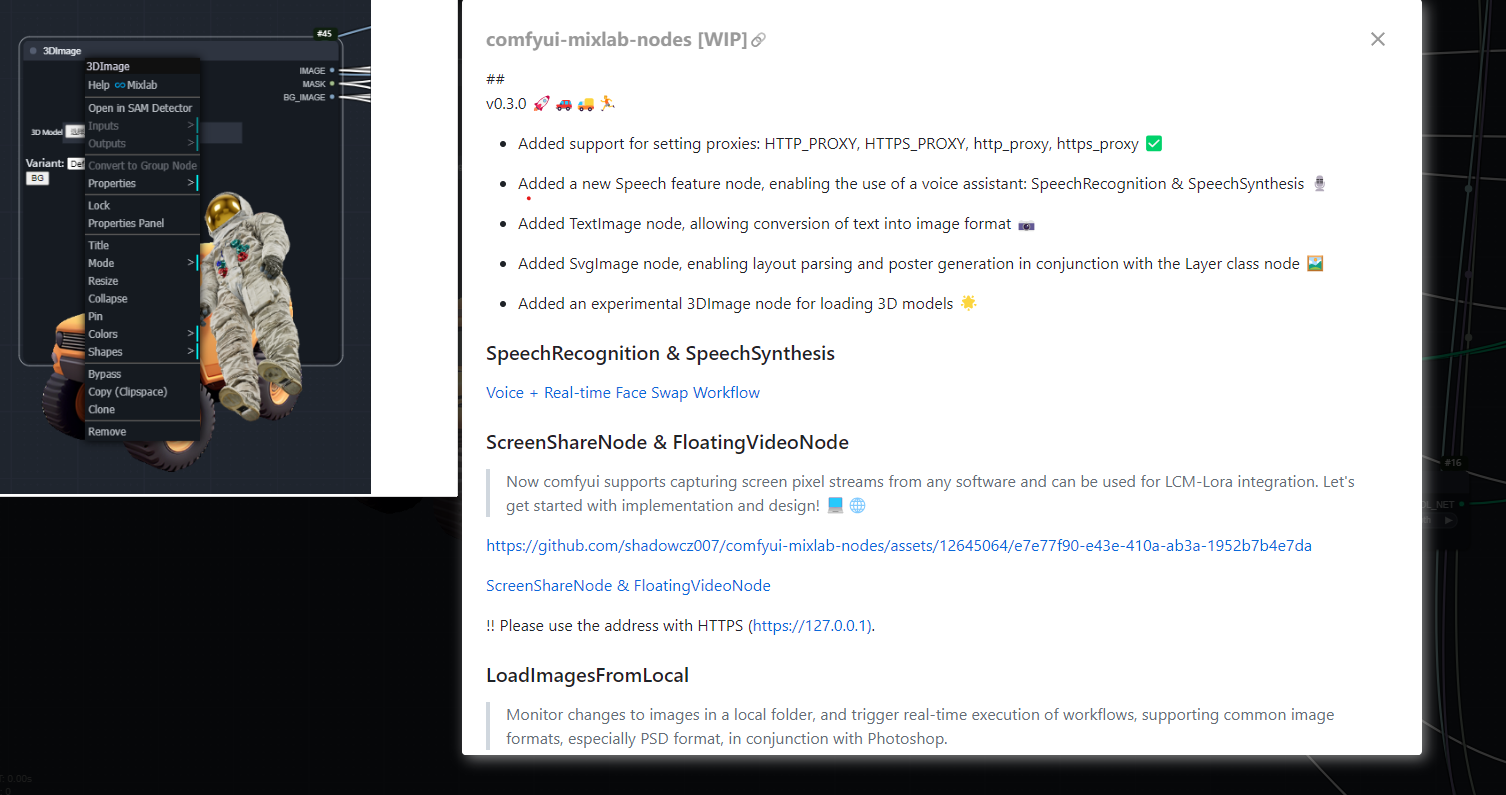 #45
3DImage
3DImage
Help ∞ Mixlab
Open in SAM Detector
Inputs >
Outputs >
Convert to Group Node
Properties >
Lock
Properties Panel
Title
Mode >
Resize
Collapse
Pin
Colors >
Shapes >
Bypass
Copy (Clipspace)
Clone
Remove
IMAGE
MASK
BG_IMAGE
3D Model
Variant: Def
BG
comfyui-mixlab-nodes [WIP]
##
v0.3.0 🚀 🚗 🚚 🏃
• Added support for setting proxies: HTTP_PROXY, HTTPS_PROXY, http_proxy, https_proxy ✅
• Added a new Speech feature node, enabling the use of a voice assistant: SpeechRecognition & SpeechSynthesis 🎙️
• Added TextImage node, allowing conversion of text into image format 📷
• Added SvgImage node, enabling layout parsing and poster generation in conjunction with the Layer class node 🖼️
• Added an experimental 3DImage node for loading 3D models 🌟
SpeechRecognition & SpeechSynthesis
Voice + Real-time Face Swap Workflow
ScreenShareNode & FloatingVideoNode
Now comfyui supports capturing screen pixel streams from any software and can be used for LCM-Lora integration. Let's
get started with implementation and design! 💻 🌐
https://github.com/shadowcz007/comfyui-mixlab-nodes/assets/12645064/e7e77f90-e43e-410a-ab3a-1952b7b4e7da
ScreenShareNode & FloatingVideoNode
!! Please use the address with HTTPS (https://127.0.0.1).
LoadImagesFromLocal
Monitor changes to images in a local folder, and trigger real-time execution of workflows, supporting common image
formats, especially PSD format, in conjunction with Photoshop.
#16
OL_NET
T: 0.00s